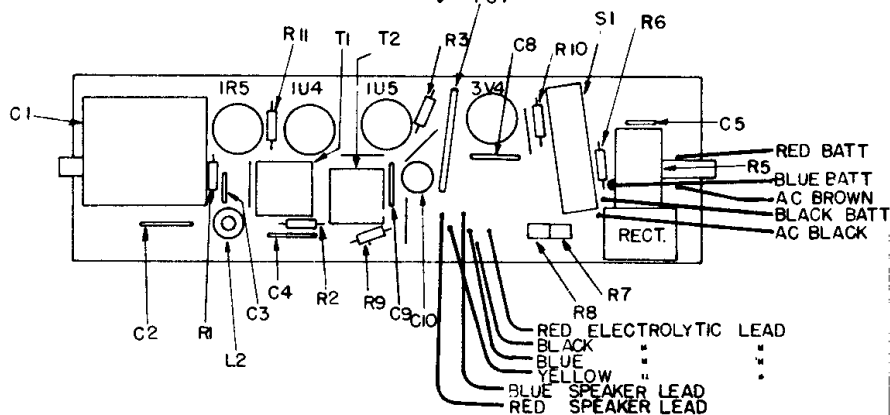 R11 T1 T2 R3 C8 R10 S1 R6
1R5 1U4 1U5 3V4
C1
C5
RED BATT
R5
BLUE BATT
AC BROWN
BLACK BATT
AC BLACK
RECT.
C2 R1 C3 C4 R2 R9 C9 C10 R8 R7
L2
RED ELECTROLYTIC LEAD
BLACK " "
BLUE " "
YELLOW " "
BLUE SPEAKER LEAD
RED SPEAKER LEAD